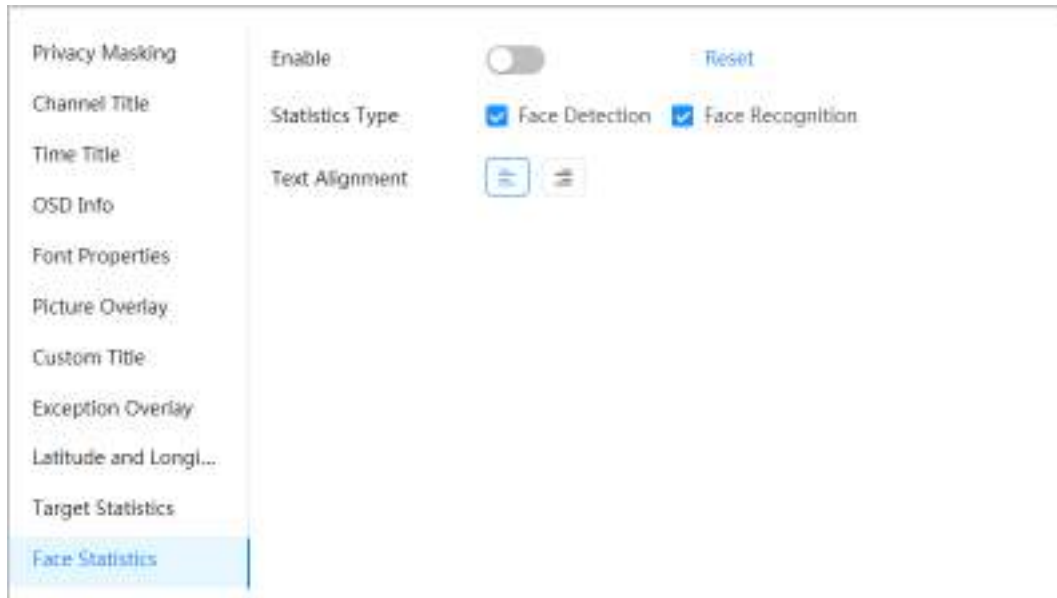 Privacy Masking
Channel Title
Time Title
OSD Info
Font Properties
Picture Overlay
Custom Title
Exception Overlay
Latitude and Longi...
Target Statistics
Face Statistics
Enable Reset
Statistics Type Face Detection Face Recognition
Text Alignment